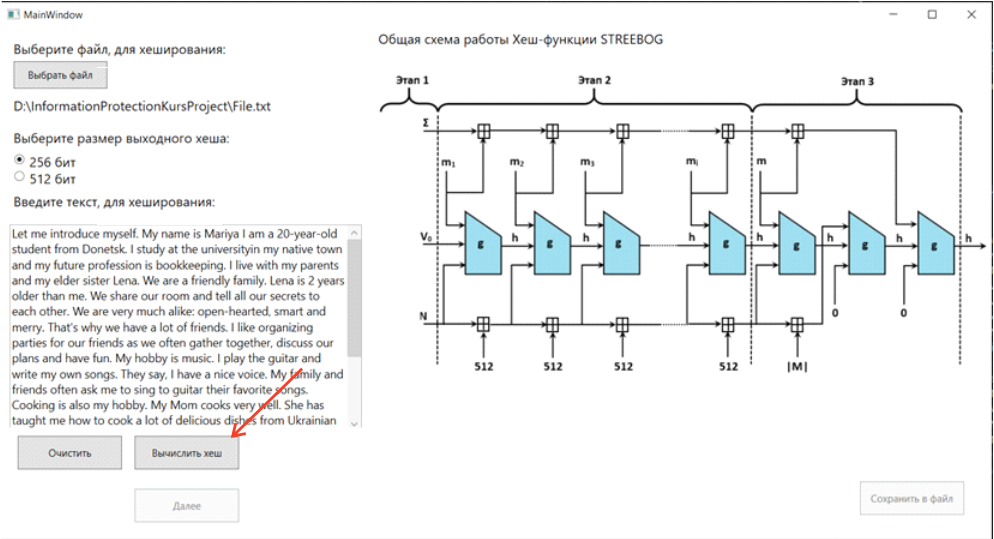 MainWindow
Выберите файл, для хеширования:
Выбрать файл
D:\InformationProtectionKursProject\File.txt
Выберите размер выходного хеша:
256 бит
512 бит
Введите текст, для хеширования:
Let me introduce myself. My name is Mariya I am a 20-year-old
student from Donetsk. I study at the universityin my native town
and my future profession is bookkeeping. I live with my parents
and my elder sister Lena. We are a friendly family. Lena is 2 years
older than me. We share our room and tell all our secrets to
each other. We are very much alike: open-hearted, smart and
merry. That's why we have a lot of friends. I like organizing
parties for our friends as we often gather together, discuss our
plans and have fun. My hobby is music. I play the guitar and
write my own songs. They say, I have a nice voice. My family and
friends often ask me to sing to guitar their favorite songs.
Cooking is also my hobby. My Mom cooks very well. She has
taught me how to cook a lot of delicious dishes from Ukrainian
Очистить
Вычислить хеш
Далее
Общая схема работы Хеш-функции STREEBOG
Этап 1 Этап 2 Этап 3
Σ
m₁ m₂ m₃ mᵢ m
V₀ g h g h g h g h g h g h g h
N
0 0
512 512 512 512 |M|
Сохранить в файл